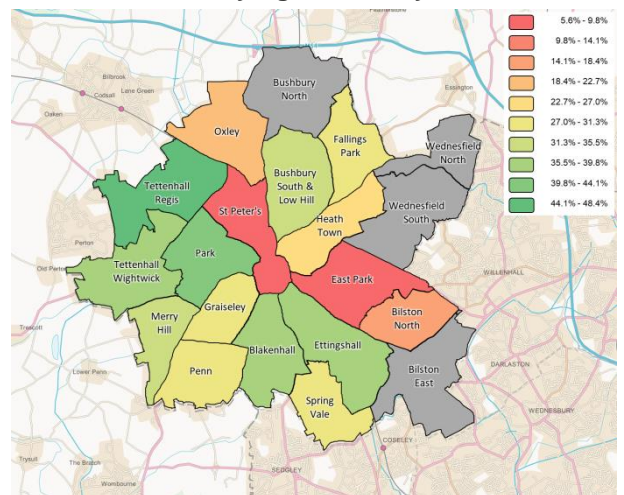 5.6% - 9.8%
9.8% - 14.1%
14.1% - 18.4%
18.4% - 22.7%
22.7% - 27.0%
27.0% - 31.3%
31.3% - 35.5%
35.5% - 39.8%
39.8% - 44.1%
44.1% - 48.4%
Bilbrook
Codsall
Lane Green
Oaken
Essington
Bushbury
North
Oxley
Fallings
Park
Wednesfield
North
Bushbury
South &
Low Hill
Tettenhall
Regis
St Peter's
Wednesfield
South
Heath
Town
Perton
Old Perton
Park
Tettenhall
Wightwick
East Park
WILLENHALL
Graiseley
Bilston
North
Trescott
Merry
Hill
Ettingshall
Blakenhall
DARLASTON
Lower Penn
Penn
Bilston
East
Spring
Vale
WEDNESBURY
COSELEY
Trysull
The Bratch
SEDGLEY
Wombourne